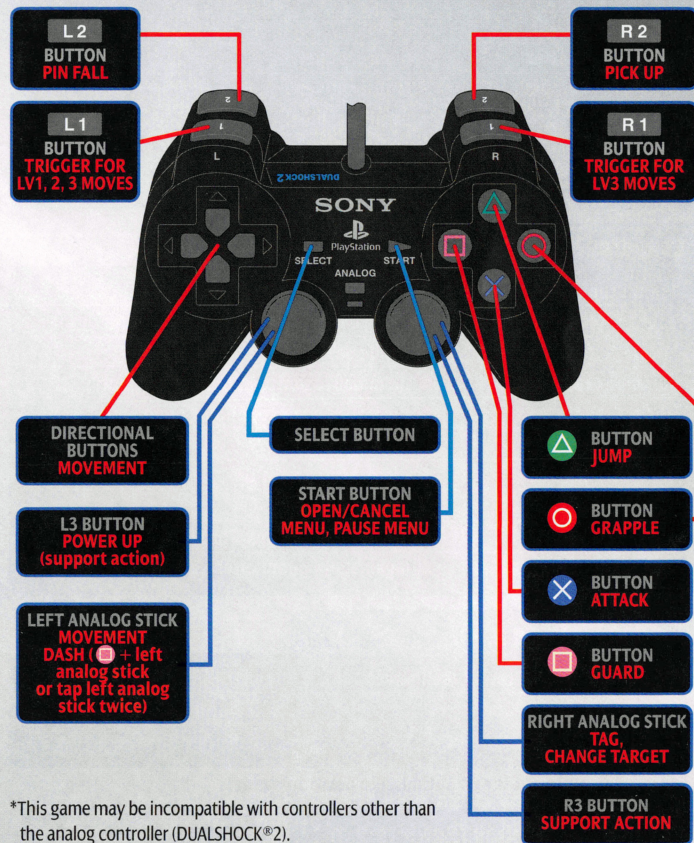 L2
BUTTON
PIN FALL
R2
BUTTON
PICK UP
L1
BUTTON
TRIGGER FOR
LV1, 2, 3 MOVES
R1
BUTTON
TRIGGER FOR
LV3 MOVES
2
1
L
2
1
R
DUALSHOCK 2
SONY
PlayStation
SELECT
START
ANALOG
DIRECTIONAL
BUTTONS
MOVEMENT
SELECT BUTTON
START BUTTON
OPEN/CANCEL
MENU, PAUSE MENU
L3 BUTTON
POWER UP
(support action)
LEFT ANALOG STICK
MOVEMENT
DASH ( + left
analog stick
or tap left analog
stick twice)
BUTTON
JUMP
BUTTON
GRAPPLE
BUTTON
ATTACK
BUTTON
GUARD
RIGHT ANALOG STICK
TAG,
CHANGE TARGET
R3 BUTTON
SUPPORT ACTION
*This game may be incompatible with controllers other than
the analog controller (DUALSHOCK®2).